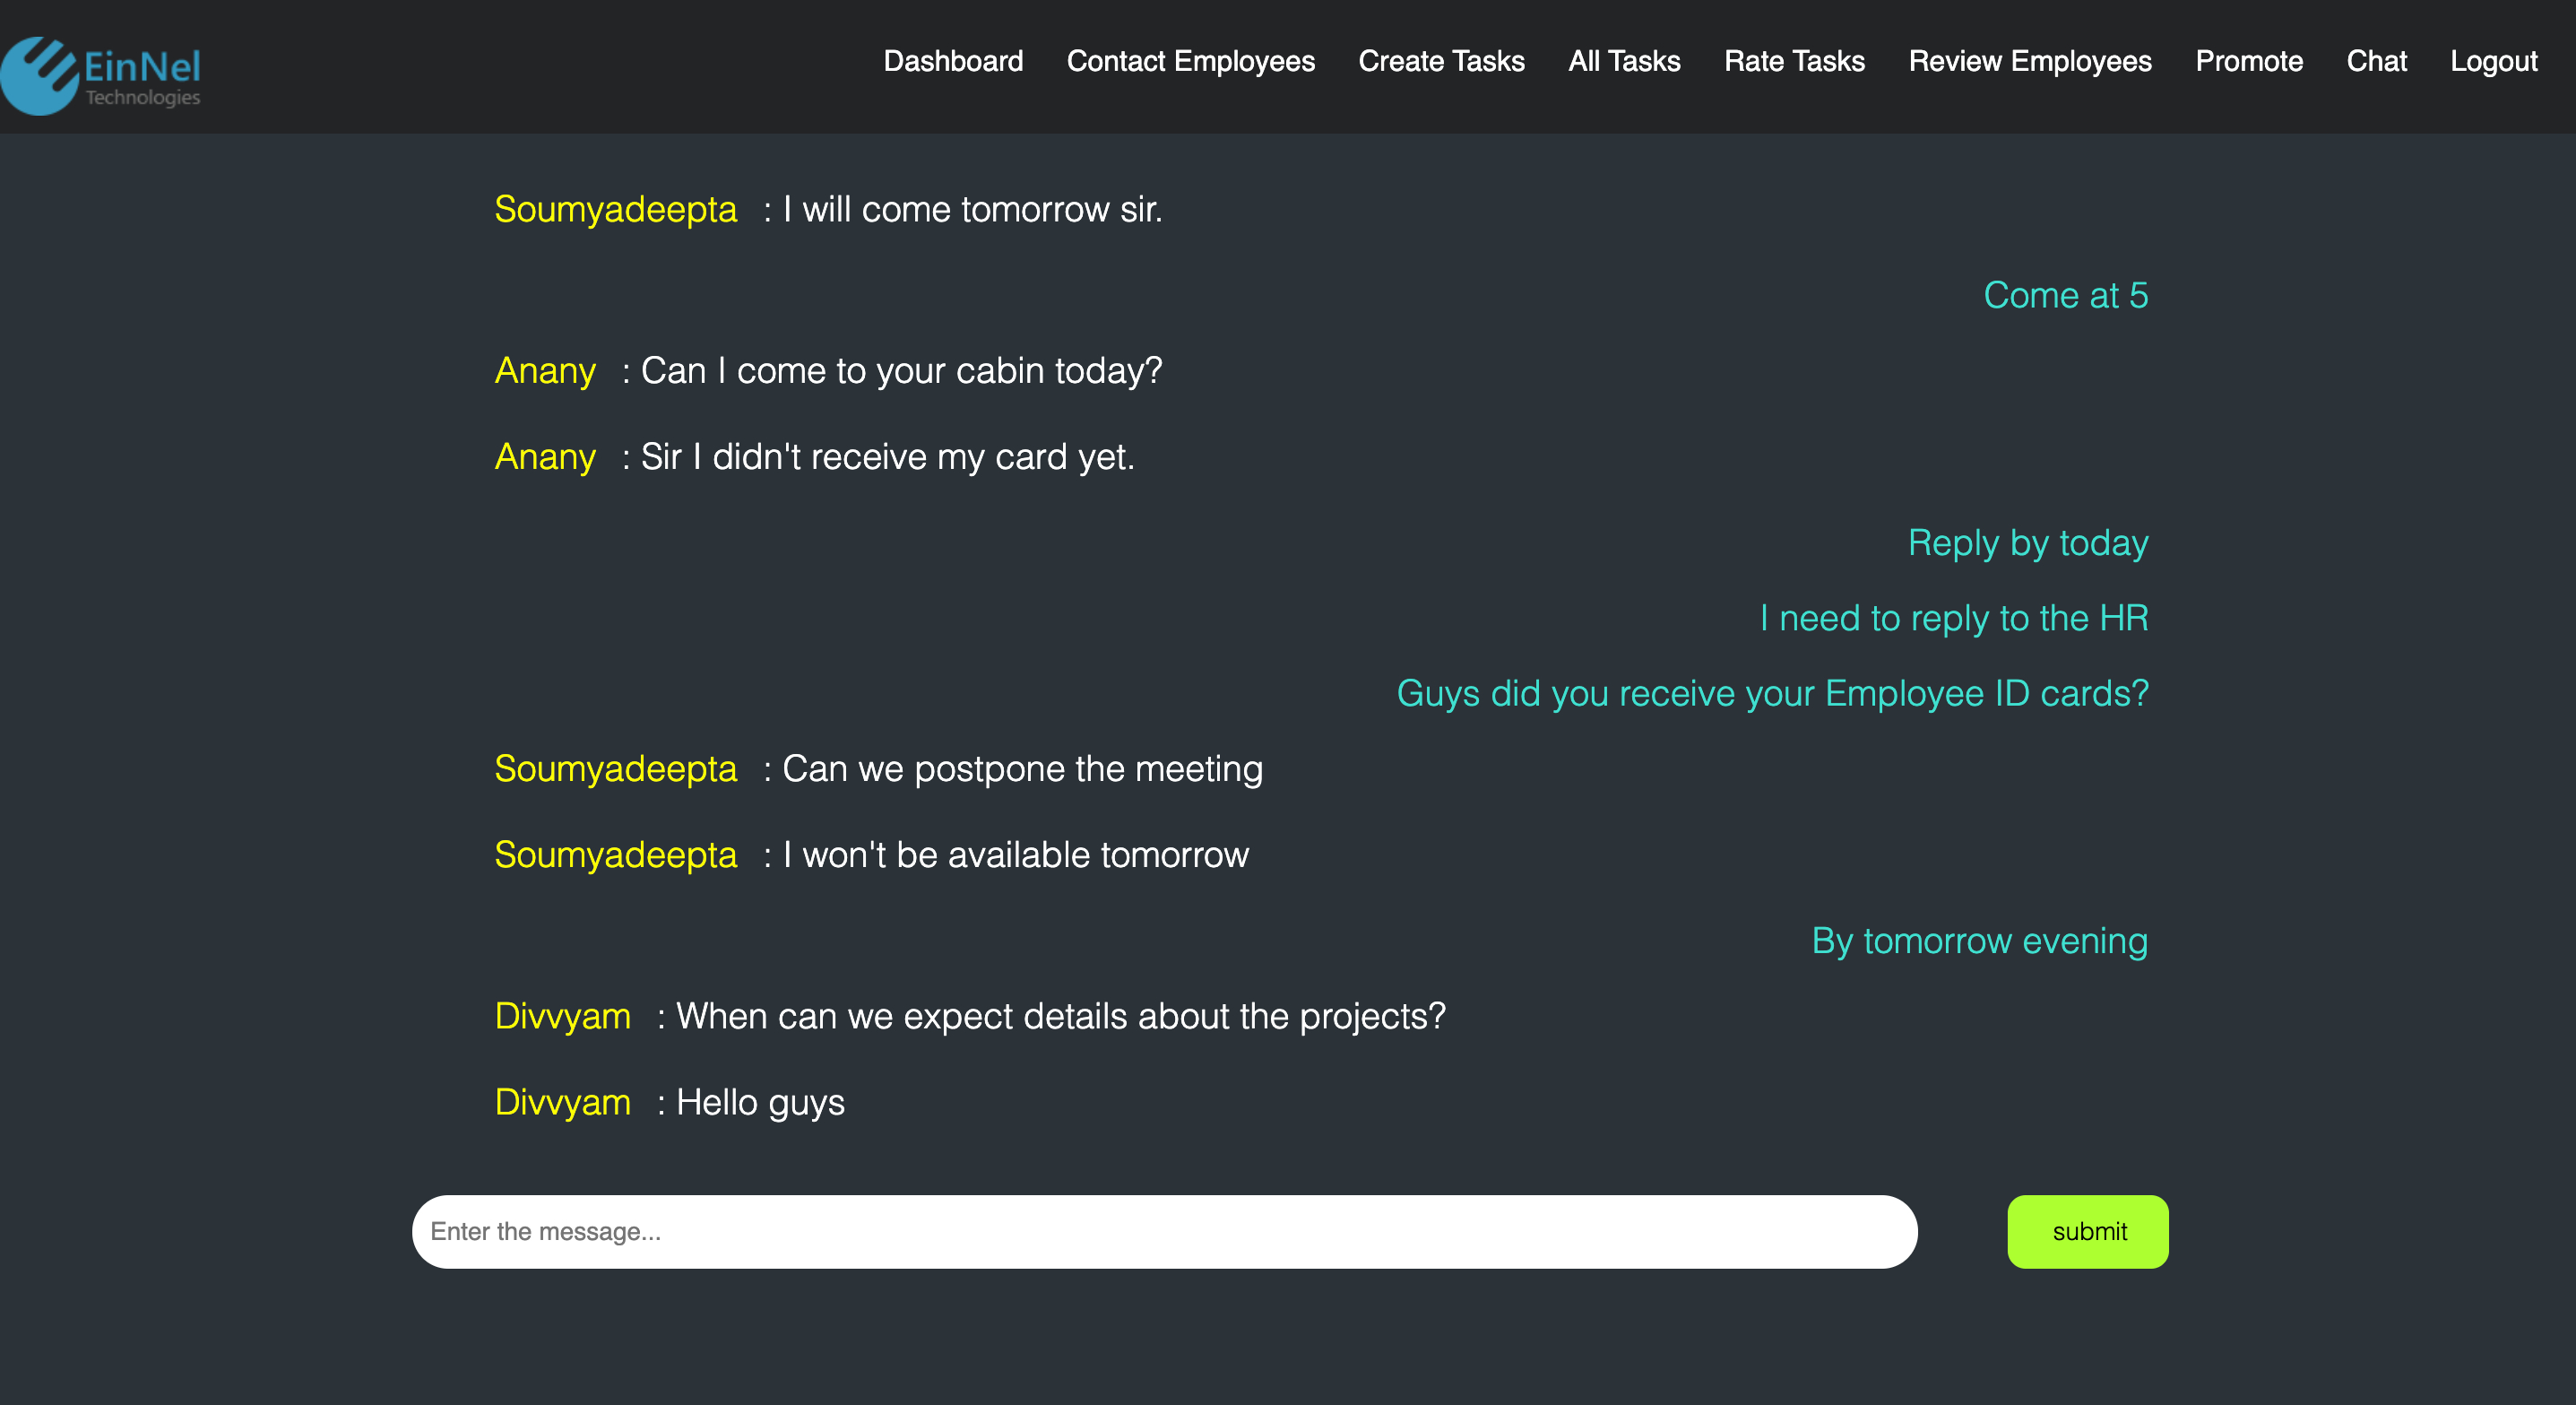 EinNel
Technologies
Dashboard Contact Employees Create Tasks All Tasks Rate Tasks Review Employees Promote Chat Logout
Soumyadeepta : I will come tomorrow sir.
Come at 5
Anany : Can I come to your cabin today?
Anany : Sir I didn't receive my card yet.
Reply by today
I need to reply to the HR
Guys did you receive your Employee ID cards?
Soumyadeepta : Can we postpone the meeting
Soumyadeepta : I won't be available tomorrow
By tomorrow evening
Divvyam : When can we expect details about the projects?
Divvyam : Hello guys
Enter the message... submit